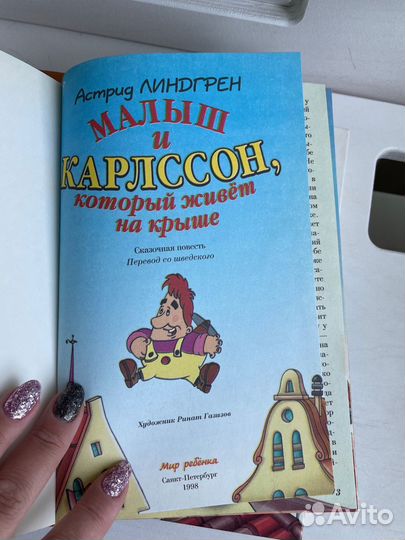 Астрид ЛИНДГРЕН
МАЛЫШ
и
КАРЛССОН,
который живёт
на крыше
Сказочная повесть
Перевод со шведского
Художник Ринат Газизов
Мир ребёнка
Санкт-Петербург
1998
3
Avito